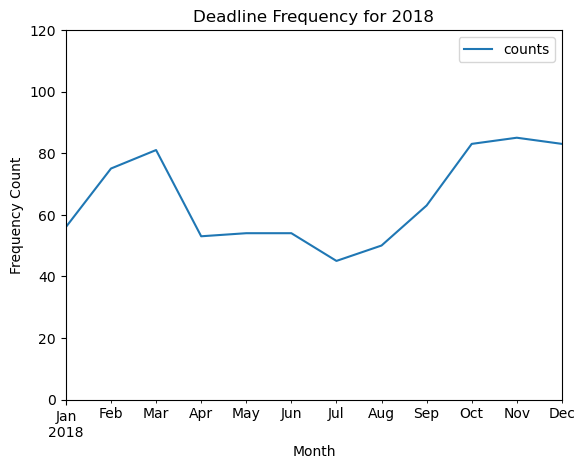 Deadline Frequency for 2018
counts
120
100
80
60
40
20
0
Frequency Count
Jan Feb Mar Apr May Jun Jul Aug Sep Oct Nov Dec
2018
Month